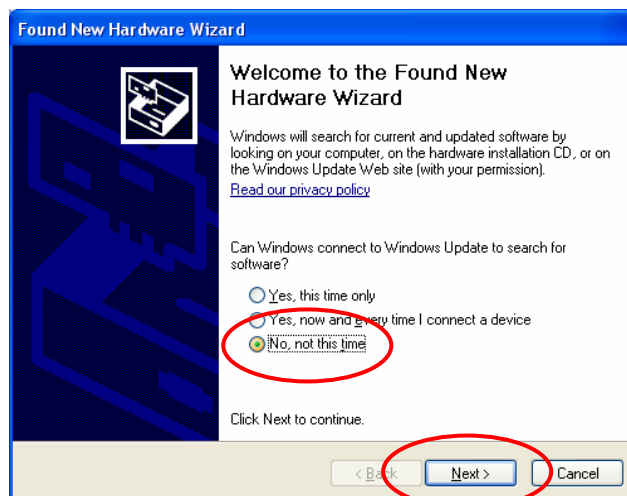 Found New Hardware Wizard
Welcome to the Found New
Hardware Wizard
Windows will search for current and updated software by
looking on your computer, on the hardware installation CD, or on
the Windows Update Web site (with your permission).
Read our privacy policy
Can Windows connect to Windows Update to search for
software?
Yes, this time only
Yes, now and every time I connect a device
No, not this time
Click Next to continue.
< Back Next > Cancel